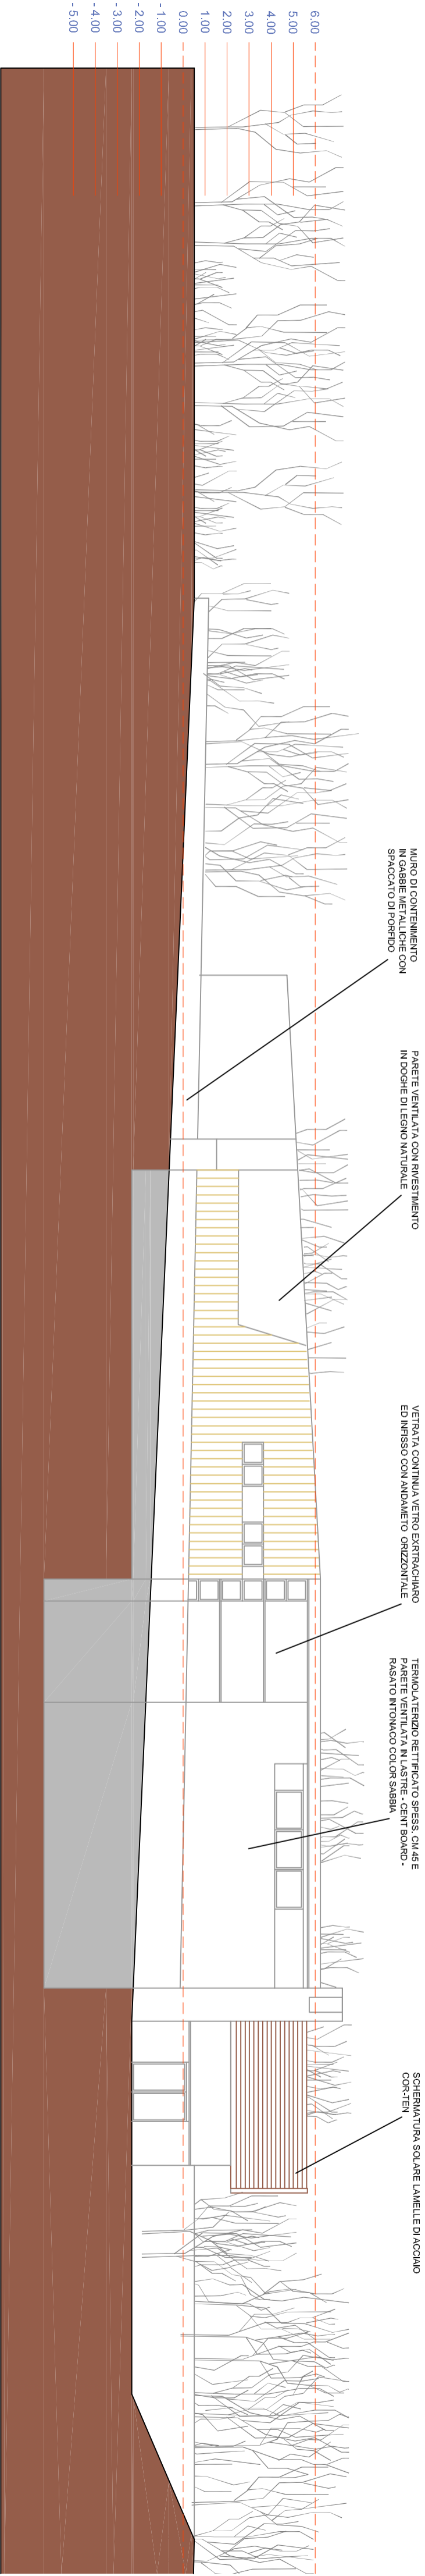 6.00
5.00
4.00
3.00
2.00
1.00
0.00
- 1.00
- 2.00
- 3.00
- 4.00
- 5.00
MURO DI CONTENIMENTO
IN GABBIE METALLICHE CON
SPACCATO DI PORFIDO
PARETE VENTILATA CON RIVESTIMENTO
IN DOGHE DI LEGNO NATURALE
VETRATA CONTINUA VETRO EXRTRACHIARO
ED INFISSO CON ANDAMETO ORIZZONTALE
TERMOLATERIZIO RETTIFICATO SPESS. CM 45 E
PARETE VENTILATA IN LASTRE - CENT BOARD -
RASATO INTONACO COLOR SABBIA
SCHERMATURA SOLARE LAMELLE DI ACCIAIO
COR-TEN